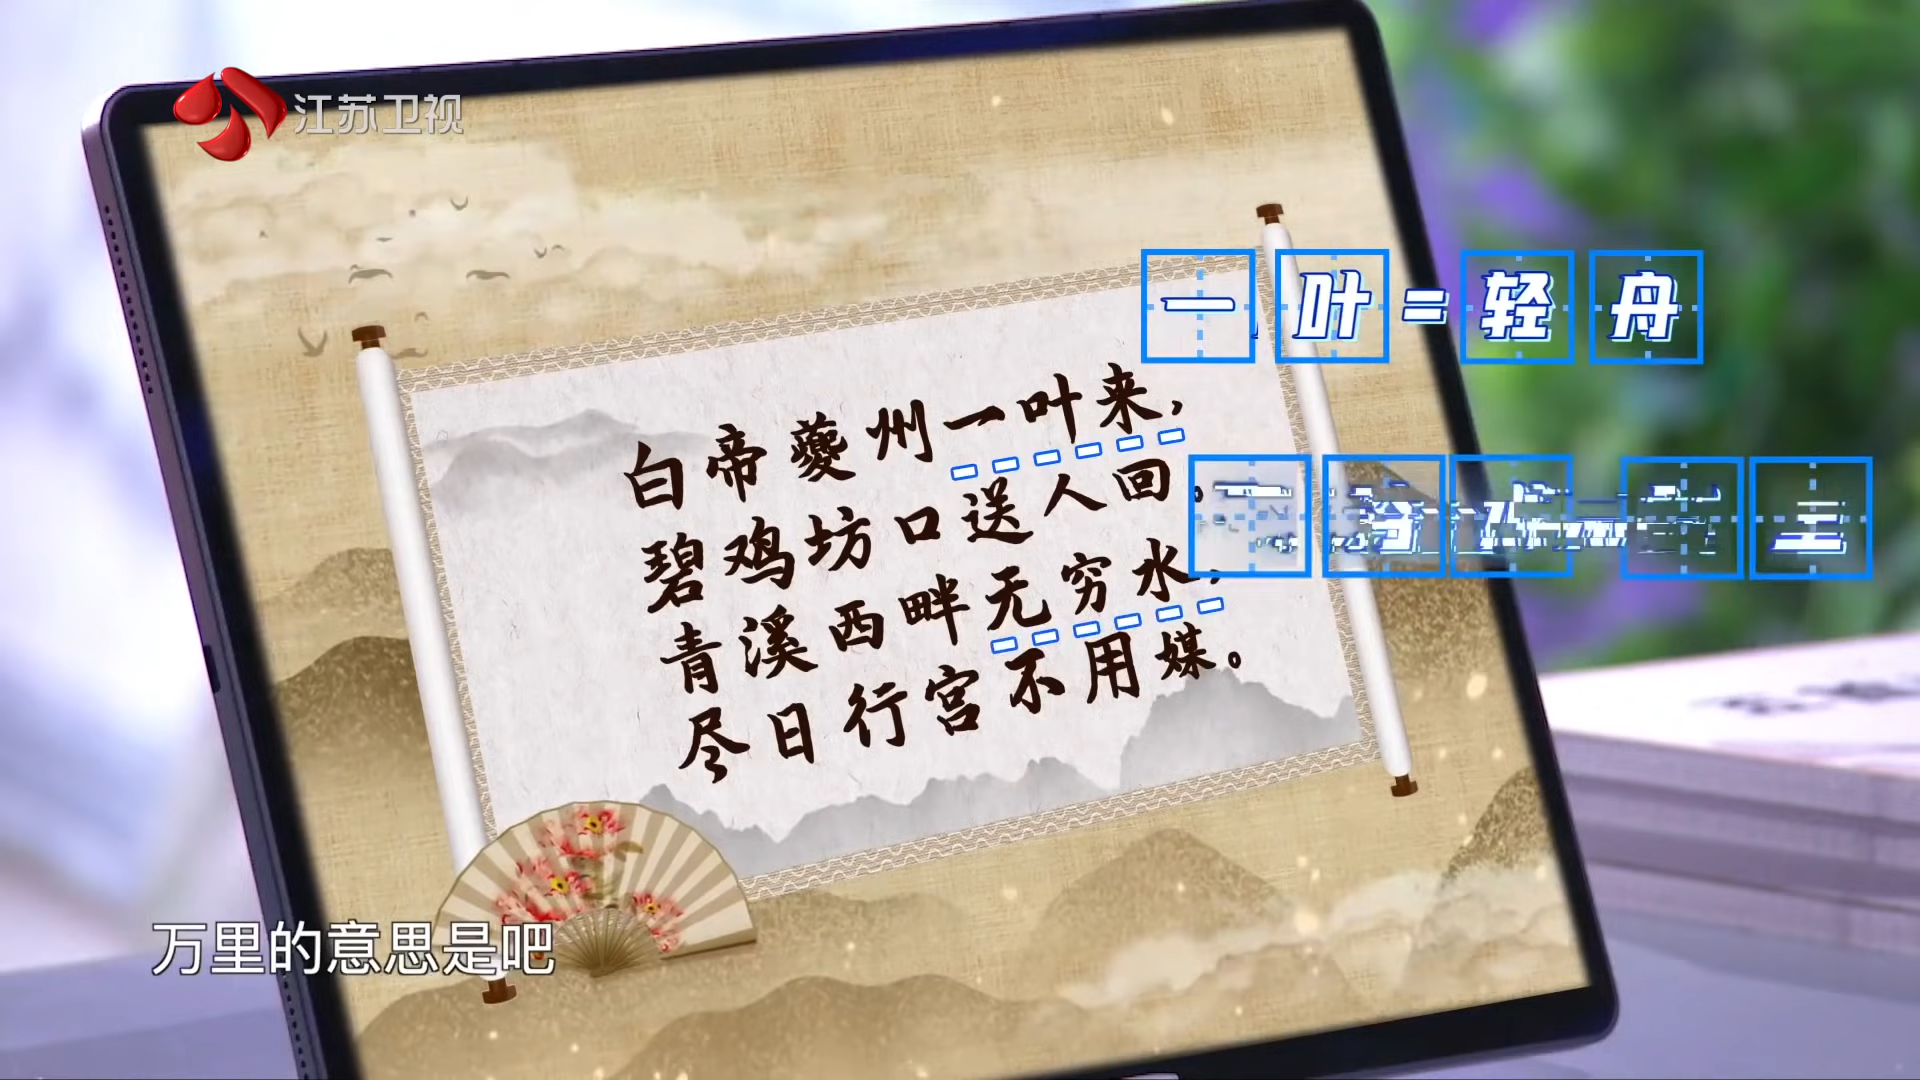 江苏卫视
一叶=轻舟
白帝夔州一叶来，
碧鸡坊口送人回。
青溪西畔无穷水，
尽日行宫不用媒。
万里的意思是吧